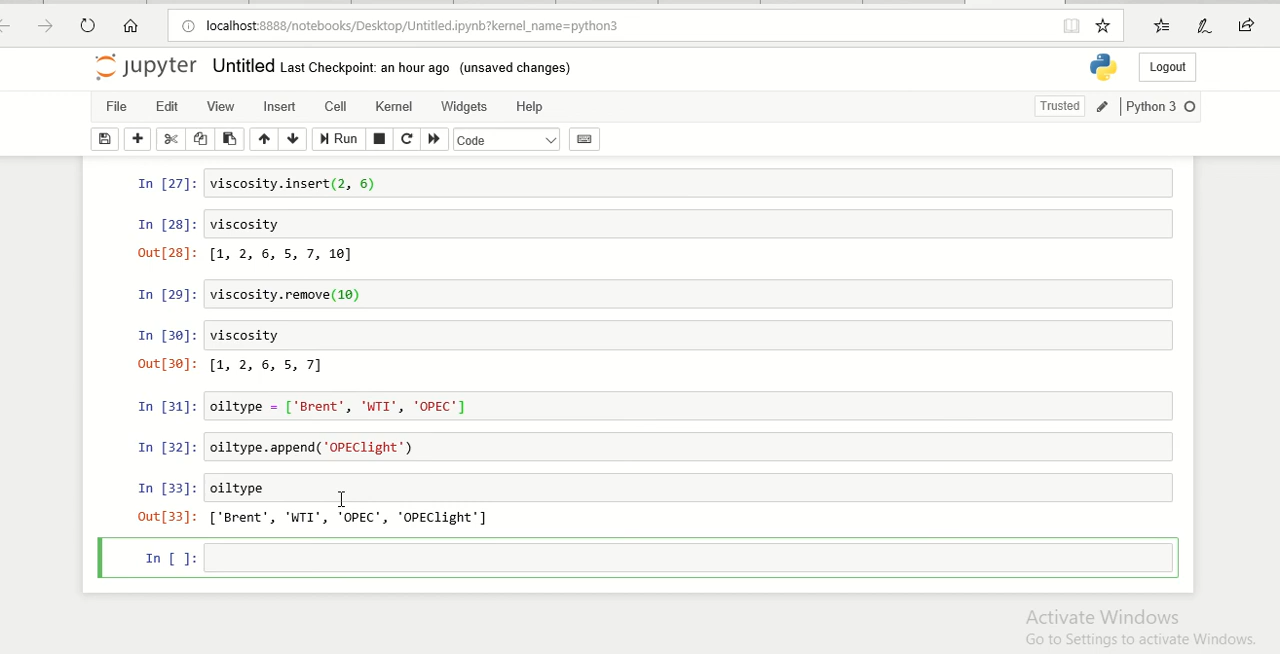 localhost:8888/notebooks/Desktop/Untitled.ipynb?kernel_name=python3
jupyter Untitled Last Checkpoint: an hour ago (unsaved changes) Logout
File Edit View Insert Cell Kernel Widgets Help Trusted Python 3
Run Code
In [27]: viscosity.insert(2, 6)
In [28]: viscosity
Out[28]: [1, 2, 6, 5, 7, 10]
In [29]: viscosity.remove(10)
In [30]: viscosity
Out[30]: [1, 2, 6, 5, 7]
In [31]: oiltype = ['Brent', 'WTI', 'OPEC']
In [32]: oiltype.append('OPEClight')
In [33]: oiltype
Out[33]: ['Brent', 'WTI', 'OPEC', 'OPEClight']
In [ ]:
Activate Windows
Go to Settings to activate Windows.